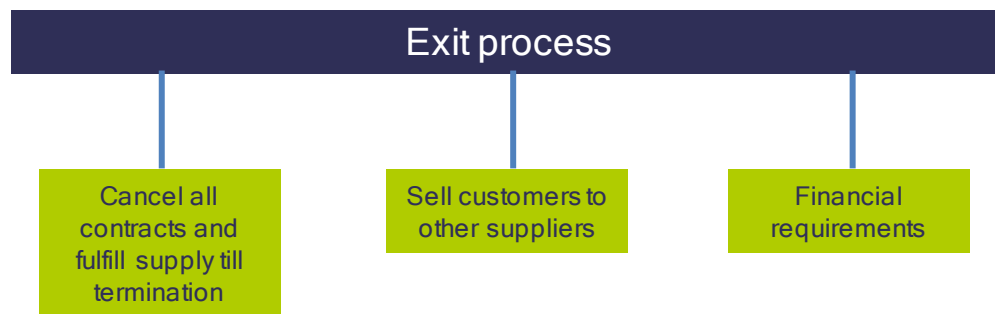 Exit process
Cancel all
contracts and
fulfill supply till
termination
Sell customers to
other suppliers
Financial
requirements